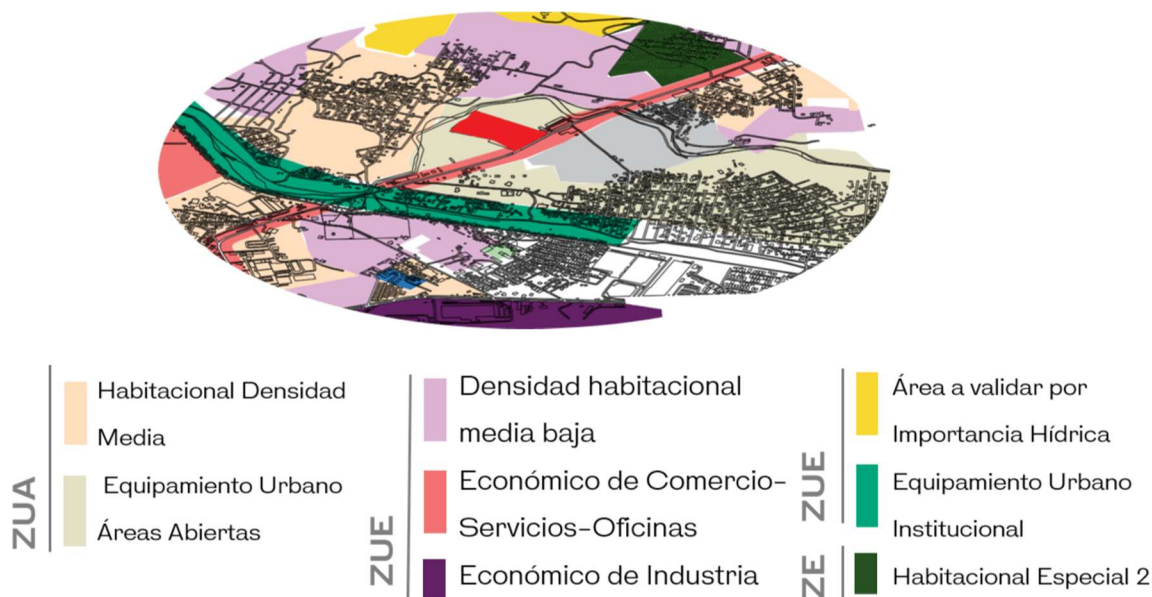 ZUA
Habitacional Densidad
Media
Equipamiento Urbano
Áreas Abiertas
ZUE
Densidad habitacional
media baja
Económico de Comercio-
Servicios-Oficinas
Económico de Industria
ZUE
Área a validar por
Importancia Hídrica
Equipamiento Urbano
Institucional
ZE
Habitacional Especial 2